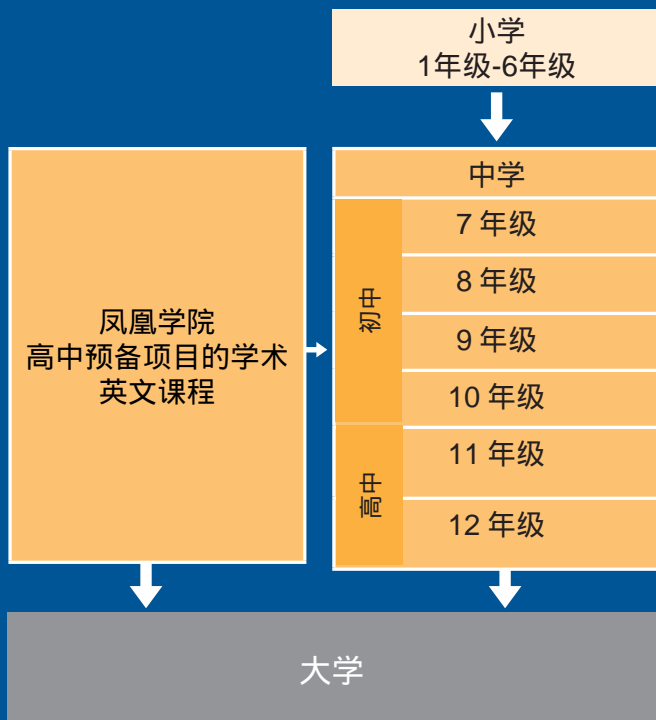 小学
1年级-6年级
凤凰学院
高中预备项目的学术
英文课程
中学
初中
7 年级
8 年级
9 年级
10 年级
高中
11 年级
12 年级
大学